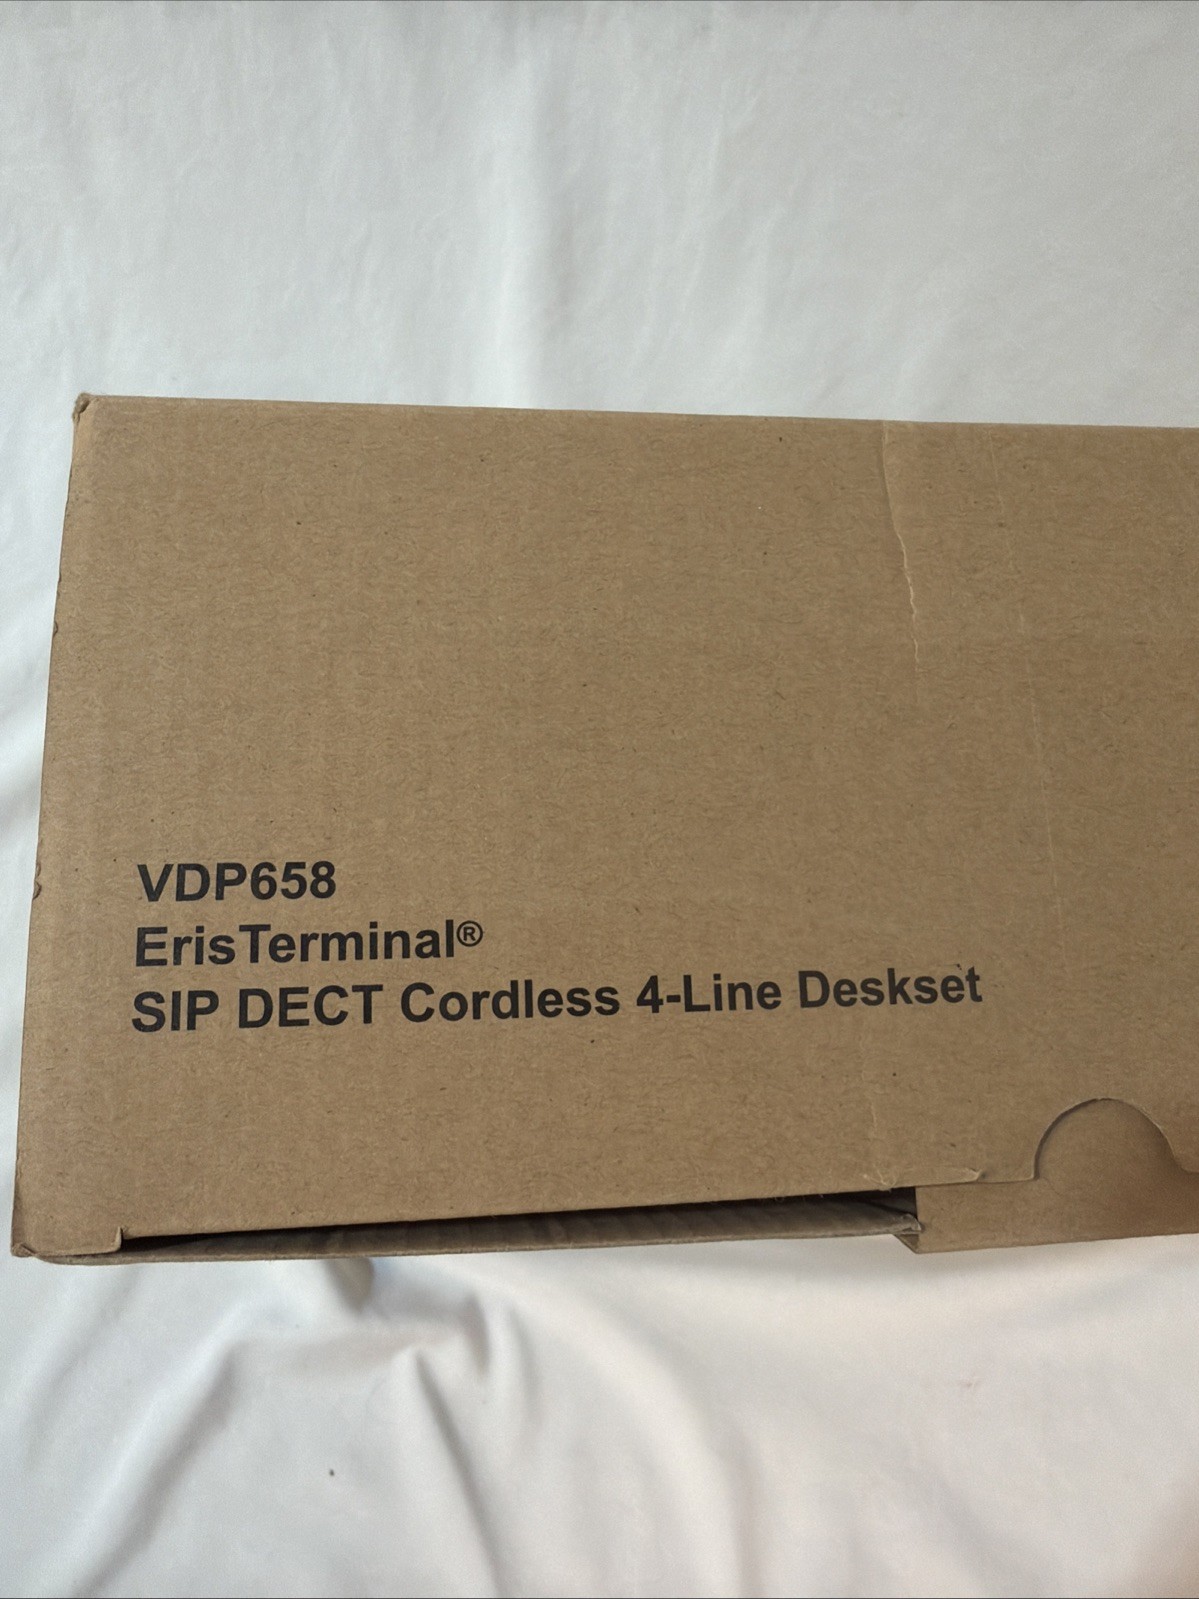 VDP658
ErisTerminal®
SIP DECT Cordless 4-Line Deskset